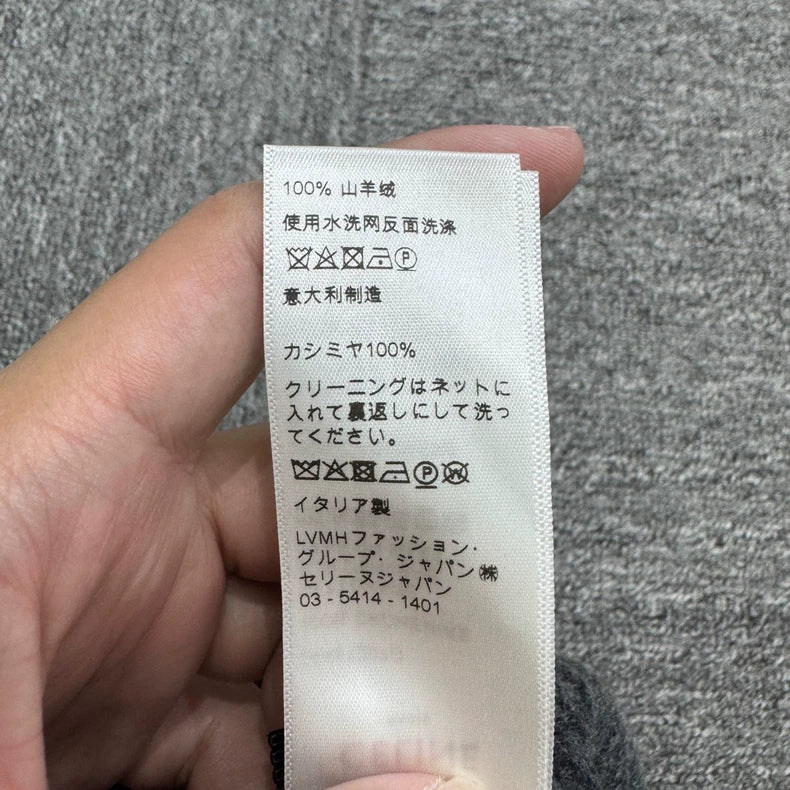 100% 山羊绒
使用水洗网反面洗涤
P
意大利制造
カシミヤ100%
クリーニングはネットに
入れて裏返しにして洗っ
てください。
P W
イタリア製
LVMHファッション・
グループ・ジャパン㈱
セリーヌジャパン
03 - 5414 - 1401